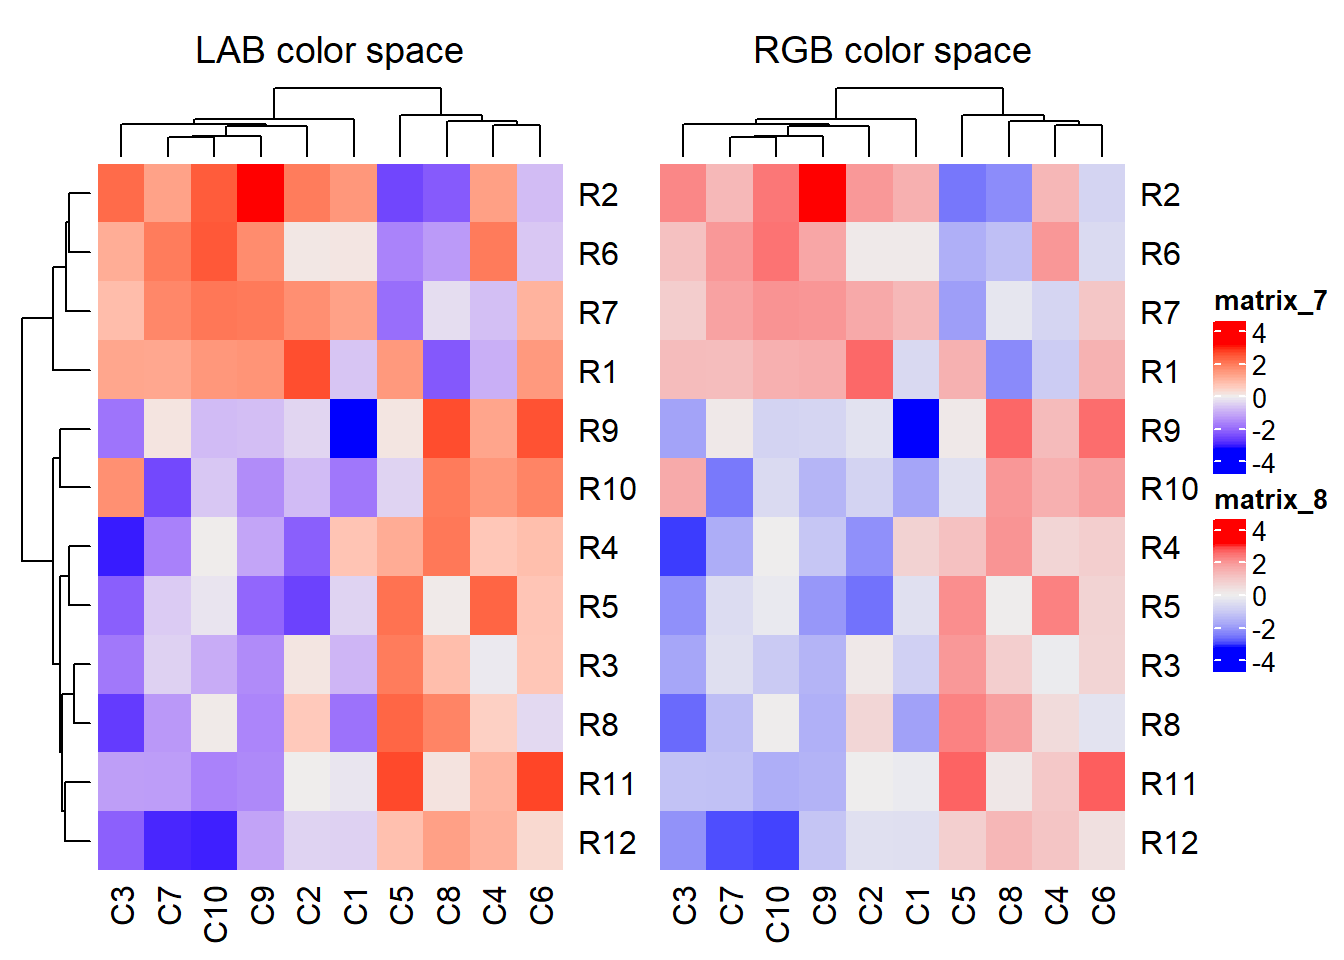 LAB color space
RGB color space
R2
R6
R7
R1
R9
R10
R4
R5
R3
R8
R11
R12
C3 C7 C10 C9 C2 C1 C5 C8 C4 C6
R2
R6
R7
R1
R9
R10
R4
R5
R3
R8
R11
R12
C3 C7 C10 C9 C2 C1 C5 C8 C4 C6
matrix_7
4
2
0
-2
-4
matrix_8
4
2
0
-2
-4